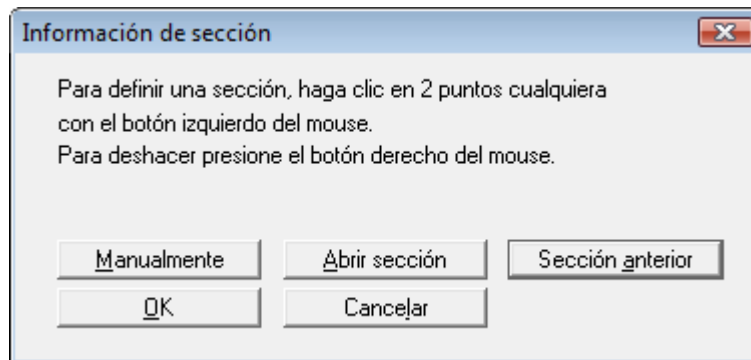 Información de sección
Para definir una sección, haga clic en 2 puntos cualquiera
con el botón izquierdo del mouse.
Para deshacer presione el botón derecho del mouse.
Manualmente Abrir sección Sección anterior
OK Cancelar